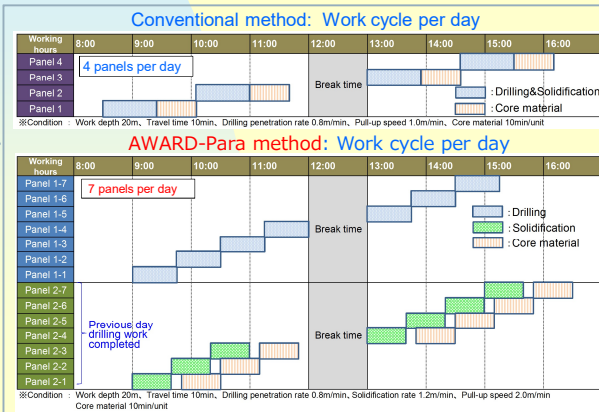 Conventional method: Work cycle per day
Working hours 8:00 9:00 10:00 11:00 12:00 13:00 14:00 15:00 16:00
Panel 4
4 panels per day
Panel 3
Break time
Panel 2
: Drilling&Solidification
Panel 1
: Core material
※Condition : Work depth 20m、Travel time 10min、Drilling penetration rate 0.8m/min、Pull-up speed 1.0m/min、Core material 10min/unit
AWARD-Para method: Work cycle per day
Working hours 8:00 9:00 10:00 11:00 12:00 13:00 14:00 15:00 16:00
Panel 1-7
7 panels per day
Panel 1-6
Panel 1-5
: Drilling
Panel 1-4
Break time
: Solidification
Panel 1-3
: Core material
Panel 1-2
Panel 1-1
Panel 2-7
Panel 2-6
Panel 2-5
Previous day
drilling work
completed
Panel 2-4
Break time
Panel 2-3
Panel 2-2
Panel 2-1
※Condition : Work depth 20m、Travel time 10min、Drilling penetration rate 0.8m/min、Solidification rate 1.2m/min、Pull-up speed 2.0m/min
Core material 10min/unit